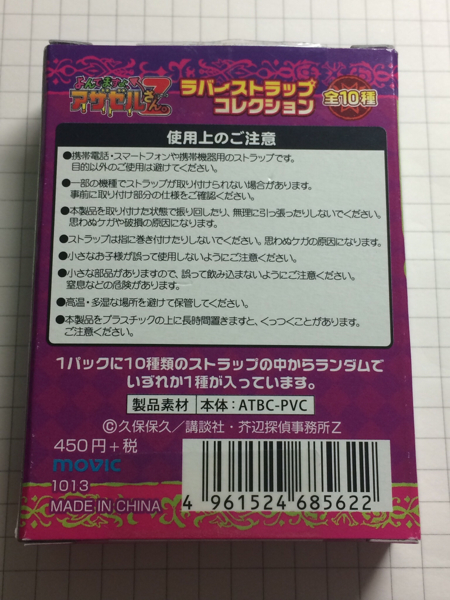 よんでますよ、
アザゼルさん。Z
ラバーストラップ
コレクション
全10種
使用上のご注意
●携帯電話・スマートフォンや携帯機器用のストラップです。
目的以外のご使用は避けてください。
●一部の機種でストラップが取り付けられない場合があります。
事前に取り付け部分の仕様をご確認ください。
●本製品を取り付けた状態で振り回したり、無理に引っ張ったりしないでください。
思わぬケガや破損の原因になります。
●ストラップは指に巻き付けたりしないでください。思わぬケガの原因になります。
●小さなお子様が誤って使用しないようにご注意ください。
●小さな部品がありますので、誤って飲み込まないようにご注意ください。
窒息などの危険があります。
●高温・多湿な場所を避けて保管してください。
●本製品をプラスチックの上に長時間置きますと、くっつくことがあります。
ご注意ください。
1パックに10種類のストラップの中からランダムで
いずれか1種が入っています。
製品素材 本体:ATBC-PVC
©久保保久／講談社・芥辺探偵事務所Z
450円+税
movic
1013
MADE IN CHINA
4 961524 685622